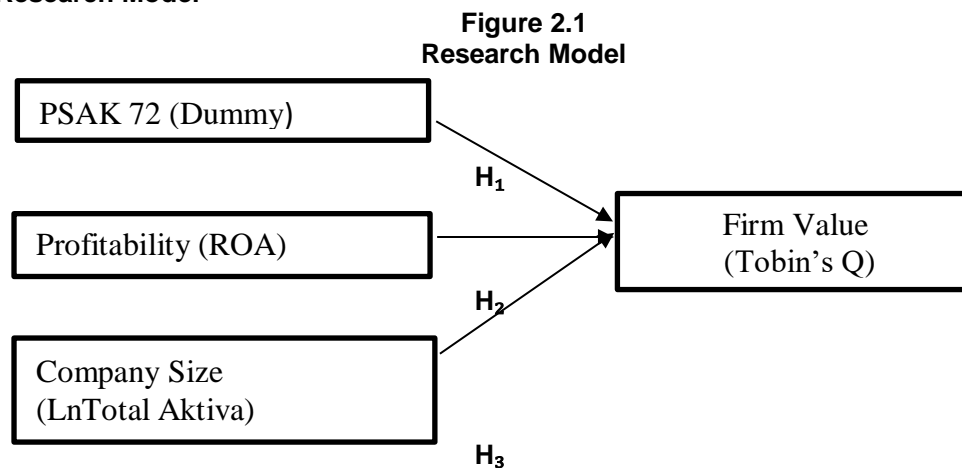 Research Model
Figure 2.1
Research Model
PSAK 72 (Dummy)
H₁
Profitability (ROA)
Firm Value
(Tobin’s Q)
H₂
Company Size
(LnTotal Aktiva)
H₃